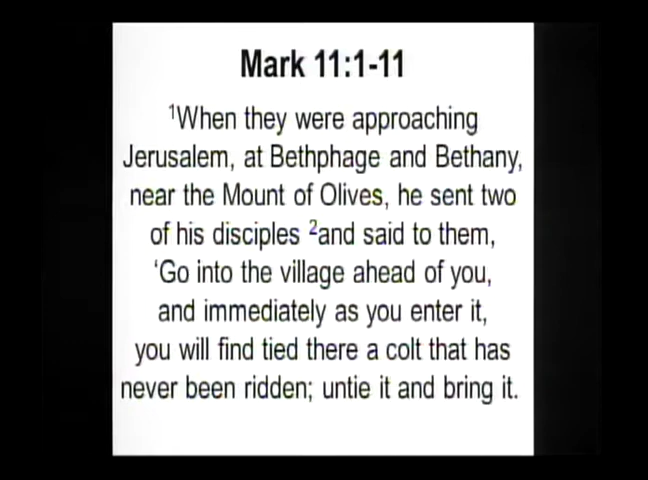 Mark 11:1-11
¹When they were approaching
Jerusalem, at Bethphage and Bethany,
near the Mount of Olives, he sent two
of his disciples ²and said to them,
‘Go into the village ahead of you,
and immediately as you enter it,
you will find tied there a colt that has
never been ridden; untie it and bring it.